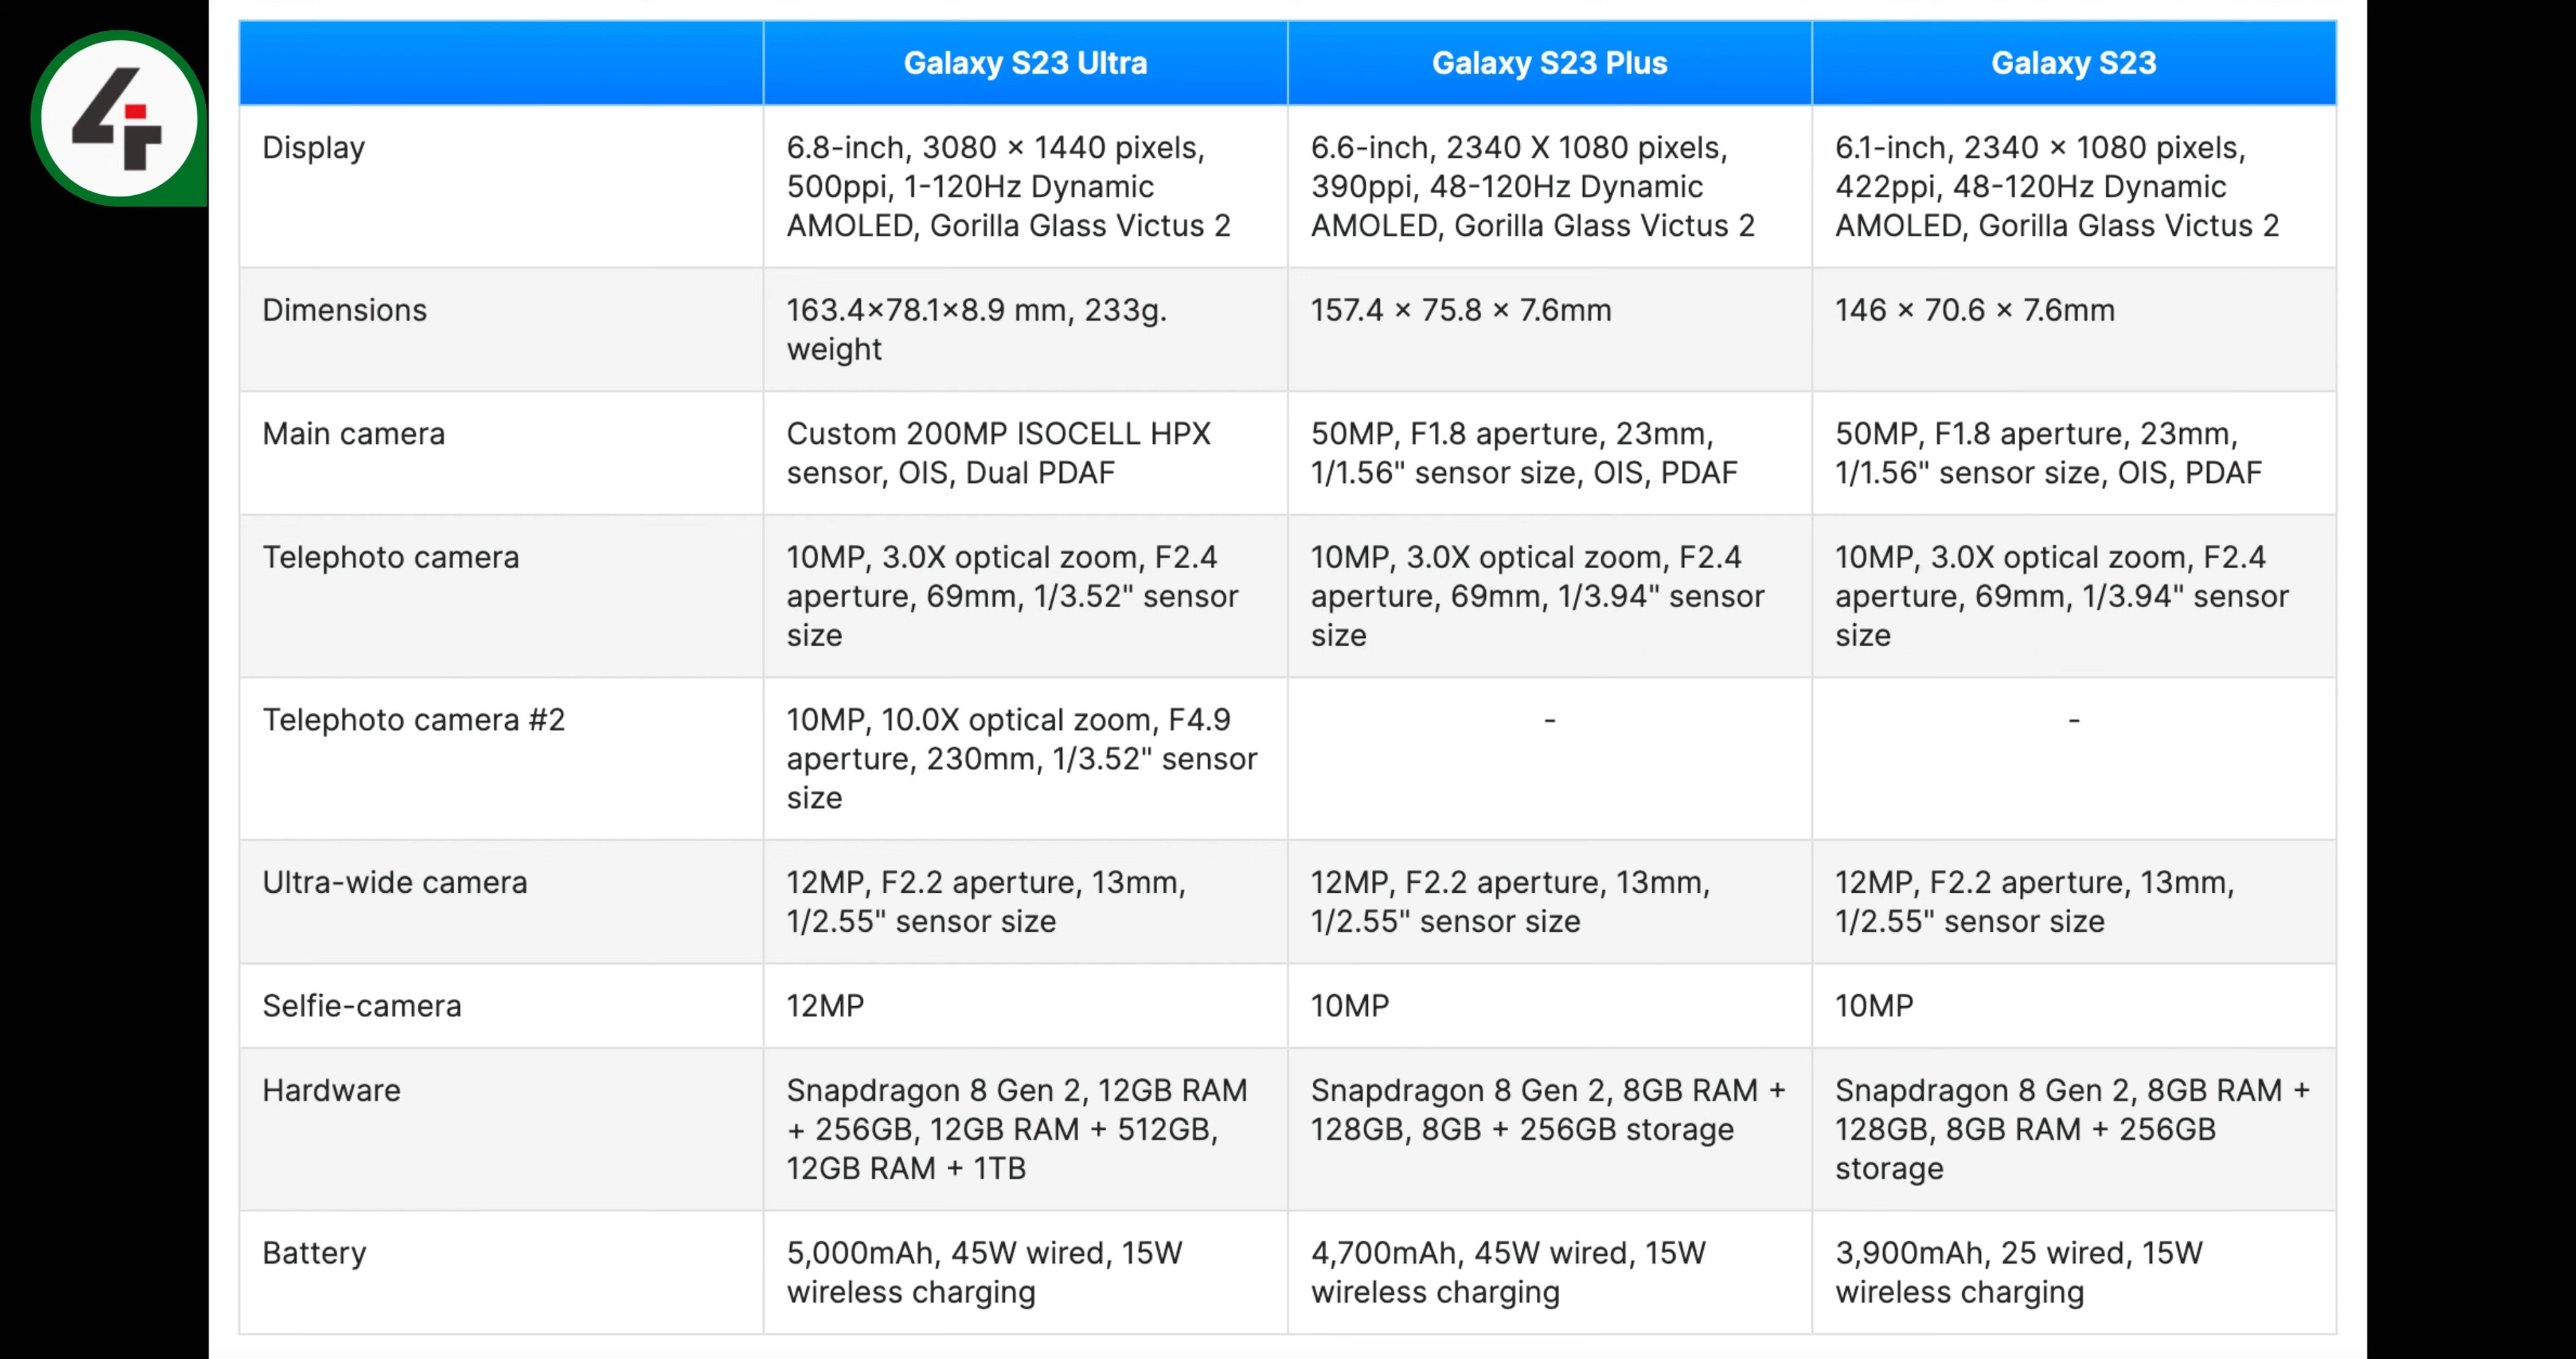 Galaxy S23 Ultra
Galaxy S23 Plus
Galaxy S23
Display
6.8-inch, 3080 × 1440 pixels,
500ppi, 1-120Hz Dynamic
AMOLED, Gorilla Glass Victus 2
6.6-inch, 2340 X 1080 pixels,
390ppi, 48-120Hz Dynamic
AMOLED, Gorilla Glass Victus 2
6.1-inch, 2340 × 1080 pixels,
422ppi, 48-120Hz Dynamic
AMOLED, Gorilla Glass Victus 2
Dimensions
163.4×78.1×8.9 mm, 233g.
weight
157.4 × 75.8 × 7.6mm
146 × 70.6 × 7.6mm
Main camera
Custom 200MP ISOCELL HPX
sensor, OIS, Dual PDAF
50MP, F1.8 aperture, 23mm,
1/1.56" sensor size, OIS, PDAF
50MP, F1.8 aperture, 23mm,
1/1.56" sensor size, OIS, PDAF
Telephoto camera
10MP, 3.0X optical zoom, F2.4
aperture, 69mm, 1/3.52" sensor
size
10MP, 3.0X optical zoom, F2.4
aperture, 69mm, 1/3.94" sensor
size
10MP, 3.0X optical zoom, F2.4
aperture, 69mm, 1/3.94" sensor
size
Telephoto camera #2
10MP, 10.0X optical zoom, F4.9
aperture, 230mm, 1/3.52" sensor
size
-
-
Ultra-wide camera
12MP, F2.2 aperture, 13mm,
1/2.55" sensor size
12MP, F2.2 aperture, 13mm,
1/2.55" sensor size
12MP, F2.2 aperture, 13mm,
1/2.55" sensor size
Selfie-camera
12MP
10MP
10MP
Hardware
Snapdragon 8 Gen 2, 12GB RAM
+ 256GB, 12GB RAM + 512GB,
12GB RAM + 1TB
Snapdragon 8 Gen 2, 8GB RAM +
128GB, 8GB + 256GB storage
Snapdragon 8 Gen 2, 8GB RAM +
128GB, 8GB RAM + 256GB
storage
Battery
5,000mAh, 45W wired, 15W
wireless charging
4,700mAh, 45W wired, 15W
wireless charging
3,900mAh, 25 wired, 15W
wireless charging